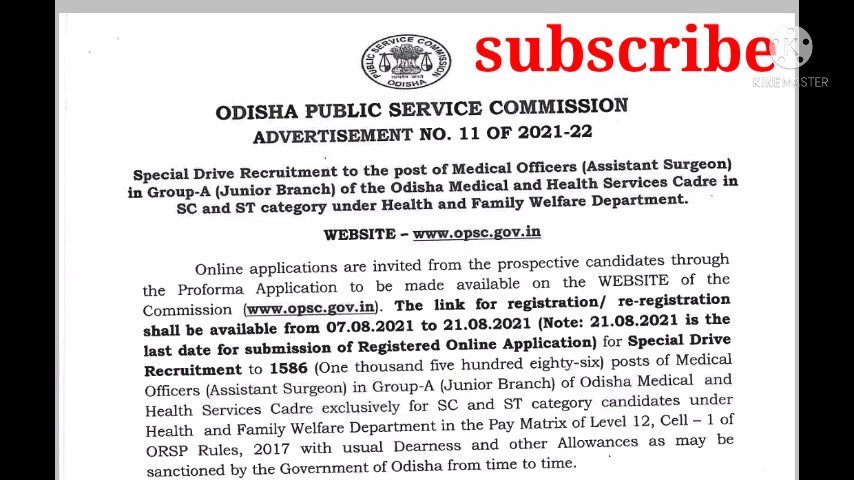 subscribe
KINEMASTER
PUBLIC SERVICE COMMISSION
ODISHA
ODISHA PUBLIC SERVICE COMMISSION
ADVERTISEMENT NO. 11 OF 2021-22
Special Drive Recruitment to the post of Medical Officers (Assistant Surgeon)
in Group-A (Junior Branch) of the Odisha Medical and Health Services Cadre in
SC and ST category under Health and Family Welfare Department.
WEBSITE – www.opsc.gov.in
Online applications are invited from the prospective candidates through
the Proforma Application to be made available on the WEBSITE of the
Commission (www.opsc.gov.in). The link for registration/ re-registration
shall be available from 07.08.2021 to 21.08.2021 (Note: 21.08.2021 is the
last date for submission of Registered Online Application) for Special Drive
Recruitment to 1586 (One thousand five hundred eighty-six) posts of Medical
Officers (Assistant Surgeon) in Group-A (Junior Branch) of Odisha Medical and
Health Services Cadre exclusively for SC and ST category candidates under
Health and Family Welfare Department in the Pay Matrix of Level 12, Cell – 1 of
ORSP Rules, 2017 with usual Dearness and other Allowances as may be
sanctioned by the Government of Odisha from time to time.